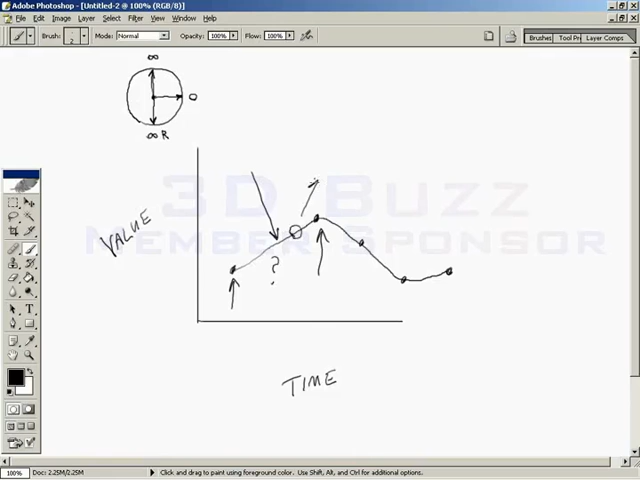 Adobe Photoshop - [Untitled-2 @ 100% (RGB/8)]
File Edit Image Layer Select Filter View Window Help
Brush: 2 Mode: Normal Opacity: 100% Flow: 100% Brushes Tool Pr Layer Comps
∞
0
∞ R
3D Buzz
Member Sponsor
VALUE
?
TIME
100% Doc: 2.25M/2.25M Click and drag to paint using foreground color. Use Shift, Alt, and Ctrl for additional options.